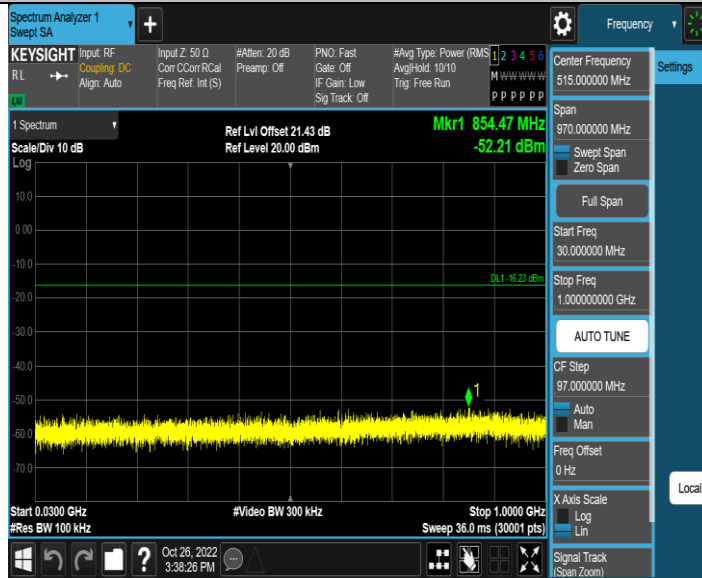 Spectrum Analyzer 1
Swept SA
+
Frequency
KEYSIGHT
R L
LXI
Input: RF
Coupling: DC
Align: Auto
Input Z: 50 Ω
Corr CCorr RCal
Freq Ref: Int (S)
#Atten: 20 dB
Preamp: Off
PNO: Fast
Gate: Off
IF Gain: Low
Sig Track: Off
#Avg Type: Power (RMS
Avg|Hold: 10/10
Trig: Free Run
1 2 3 4 5 6
M W W W W W
P P P P P P
1 Spectrum
Scale/Div 10 dB
Log
Ref Lvl Offset 21.43 dB
Ref Level 20.00 dBm
Mkr1 854.47 MHz
-52.21 dBm
10.0
0.00
-10.0
DL1 -16.23 dBm
-20.0
-30.0
-40.0
-50.0
1
-60.0
-70.0
Start 0.0300 GHz
#Res BW 100 kHz
#Video BW 300 kHz
Stop 1.0000 GHz
Sweep 36.0 ms (30001 pts)
?
Oct 26, 2022
3:38:26 PM
Center Frequency
515.000000 MHz
Span
970.000000 MHz
Swept Span
Zero Span
Full Span
Start Freq
30.000000 MHz
Stop Freq
1.000000000 GHz
AUTO TUNE
CF Step
97.000000 MHz
Auto
Man
Freq Offset
0 Hz
X Axis Scale
Log
Lin
Signal Track
(Span Zoom)
Settings
Local